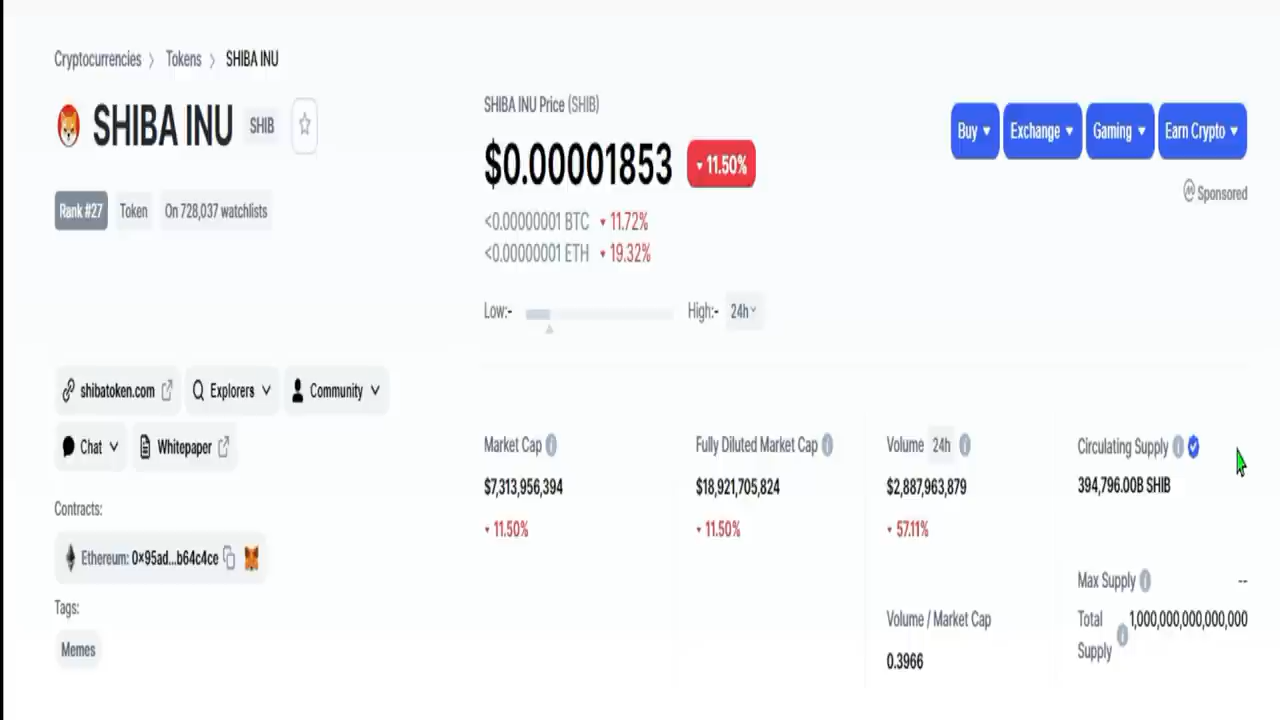 Cryptocurrencies > Tokens > SHIBA INU
SHIBA INU SHIB
Rank #27 Token On 728,037 watchlists
SHIBA INU Price (SHIB)
$0.00001853 11.50%
<0.00000001 BTC 11.72%
<0.00000001 ETH 19.32%
Low:- High:- 24h
Buy Exchange Gaming Earn Crypto
Sponsored
shibatoken.com Explorers Community
Chat Whitepaper
Contracts:
Ethereum: 0x95ad...b64c4ce
Tags:
Memes
Market Cap
$7,313,956,394
11.50%
Fully Diluted Market Cap
$18,921,705,824
11.50%
Volume 24h
$2,887,963,879
57.11%
Volume / Market Cap
0.3966
Circulating Supply
394,796.00B SHIB
Max Supply --
Total Supply 1,000,000,000,000,000